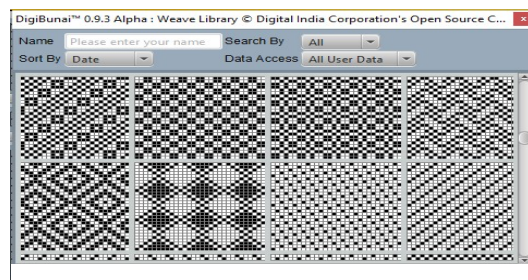 DigiBunai™ 0.9.3 Alpha : Weave Library © Digital India Corporation's Open Source C...
Name Please enter your name Search By All
Sort By Date Data Access All User Data